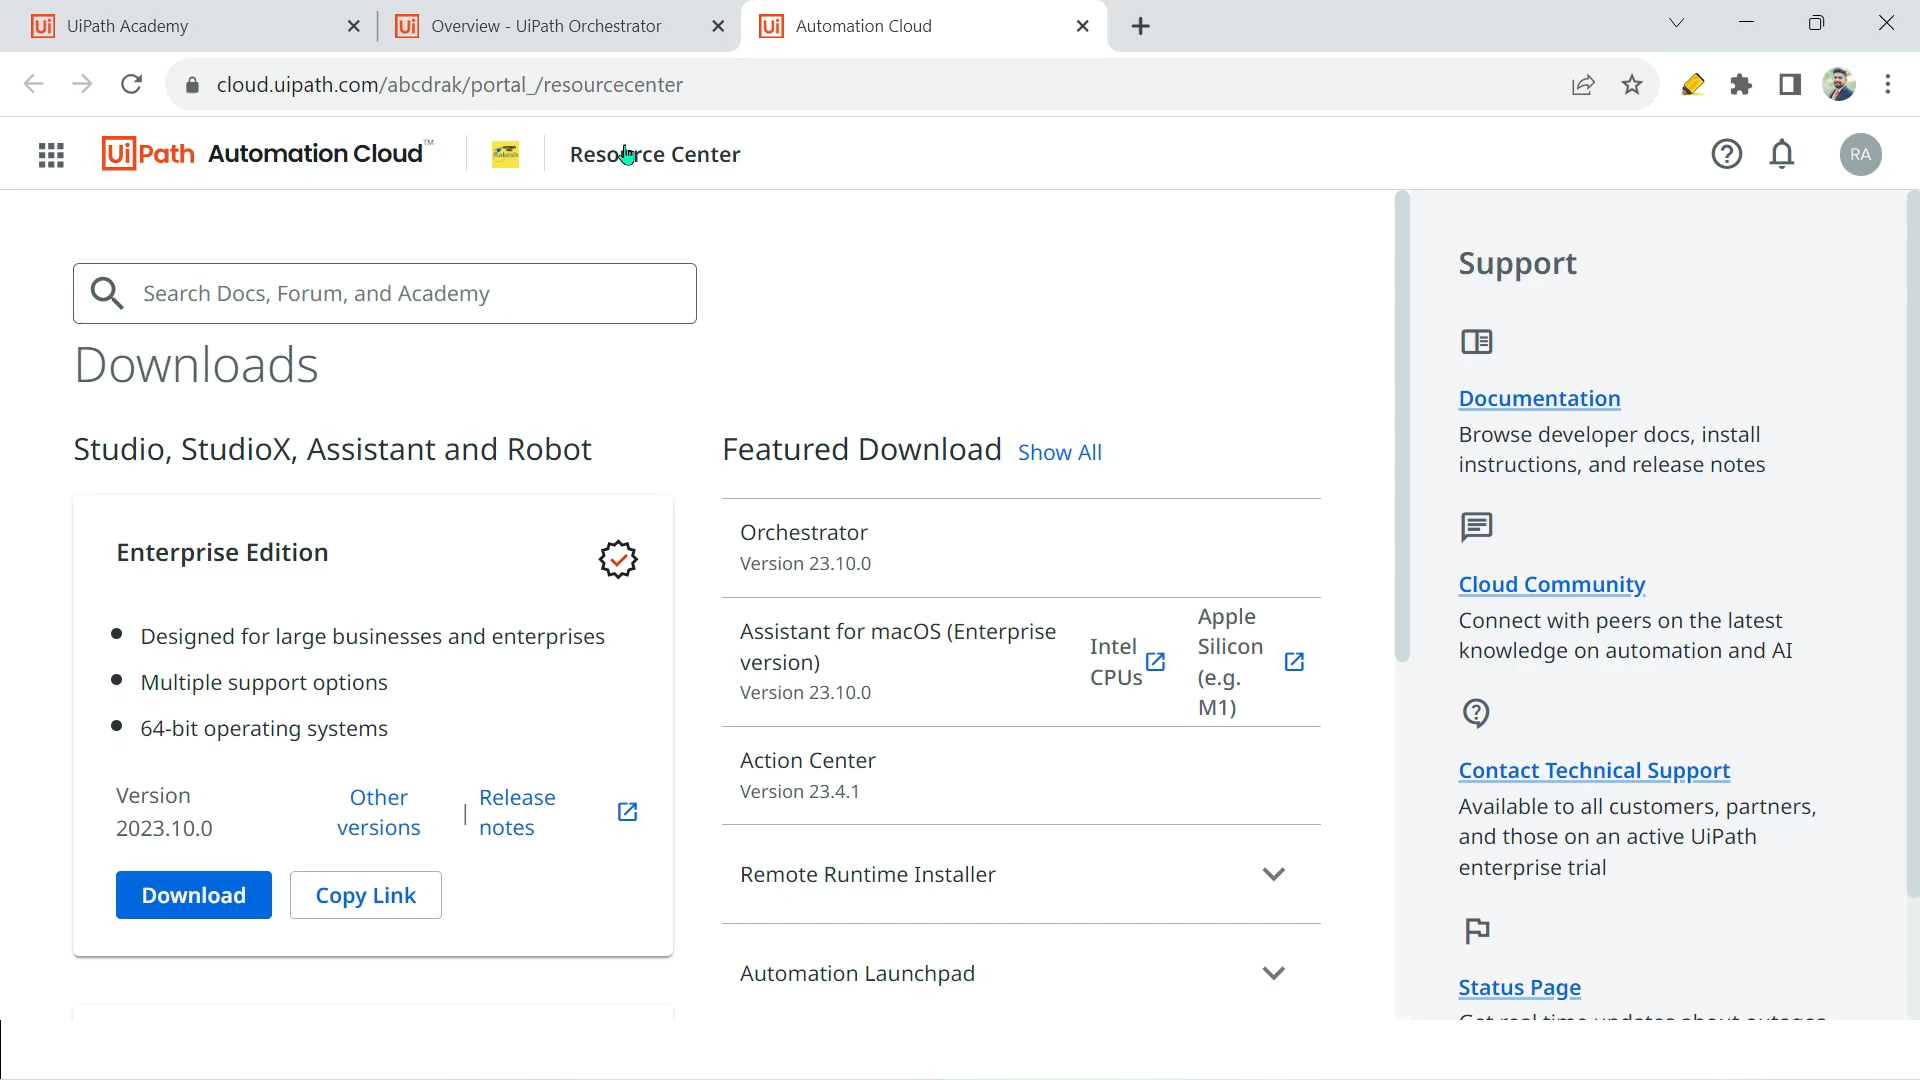 UiPath Academy
Overview - UiPath Orchestrator
Automation Cloud
cloud.uipath.com/abcdrak/portal_/resourcecenter
UiPath Automation Cloud™
Resource Center
RA
Search Docs, Forum, and Academy
Downloads
Studio, StudioX, Assistant and Robot
Enterprise Edition
Designed for large businesses and enterprises
Multiple support options
64-bit operating systems
Version
2023.10.0
Other
versions
|
Release
notes
Download
Copy Link
Featured Download Show All
Orchestrator
Version 23.10.0
Assistant for macOS (Enterprise
version)
Version 23.10.0
Intel
CPUs
Apple
Silicon
(e.g.
M1)
Action Center
Version 23.4.1
Remote Runtime Installer
Automation Launchpad
Support
Documentation
Browse developer docs, install
instructions, and release notes
Cloud Community
Connect with peers on the latest
knowledge on automation and AI
Contact Technical Support
Available to all customers, partners,
and those on an active UiPath
enterprise trial
Status Page